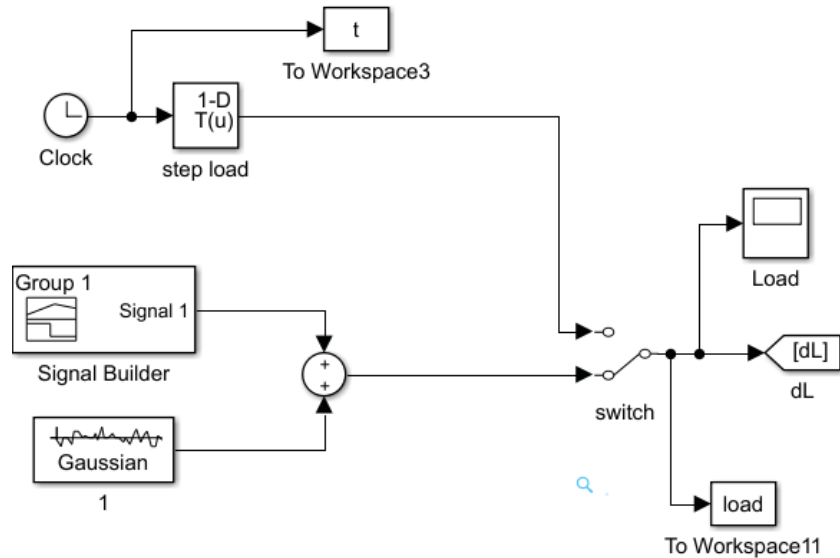 t
To Workspace3
Clock
1-D
T(u)
step load
Load
Group 1
Signal 1
Signal Builder
+
+
[dL]
dL
switch
Gaussian
1
load
To Workspace11